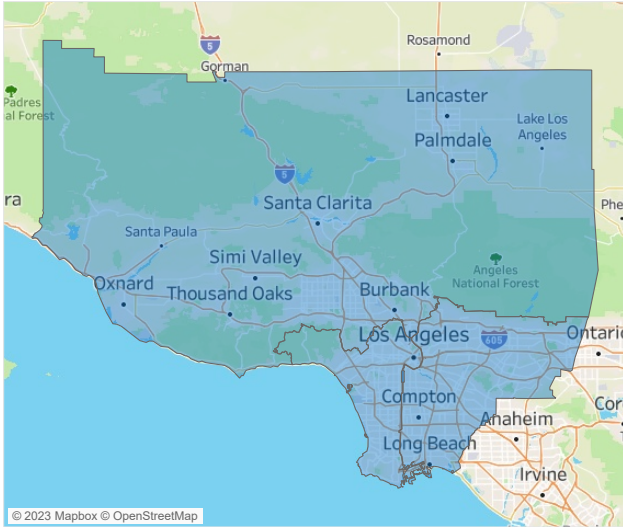 Rosamond
5
Gorman
Padres
al Forest
Lancaster
Lake Los
Angeles
Palmdale
5
ra
Santa Clarita
Phe
Santa Paula
Simi Valley
Angeles
National Forest
Oxnard
Thousand Oaks
Burbank
Los Angeles
605
Ontario
Compton
Cor
Anaheim
Long Beach
Irvine
© 2023 Mapbox © OpenStreetMap